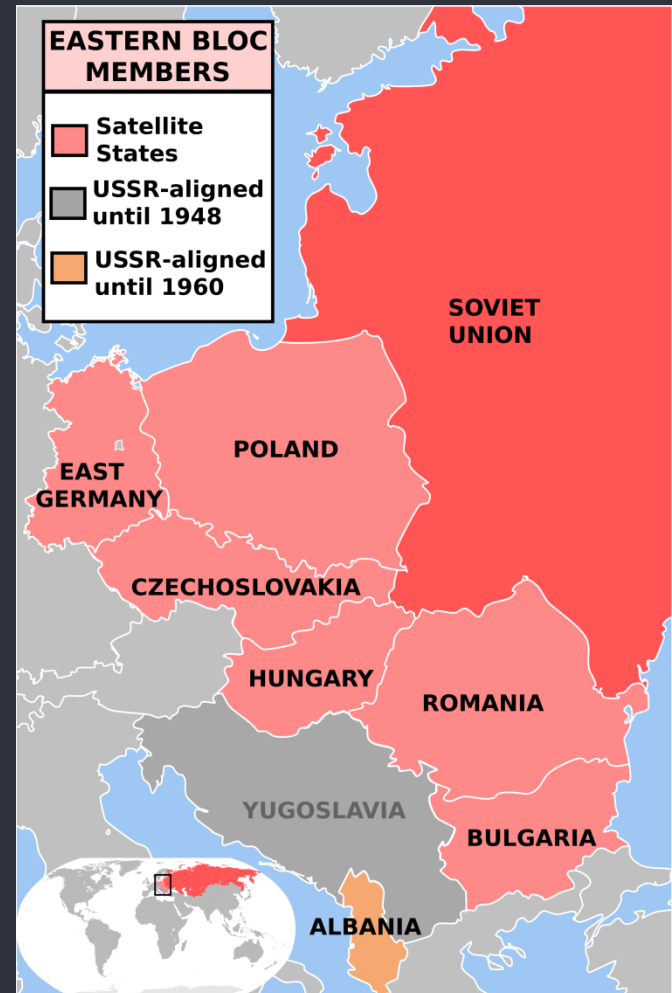 EASTERN BLOC
MEMBERS
Satellite
States
USSR-aligned
until 1948
USSR-aligned
until 1960
SOVIET
UNION
POLAND
EAST
GERMANY
CZECHOSLOVAKIA
HUNGARY
ROMANIA
YUGOSLAVIA
BULGARIA
ALBANIA